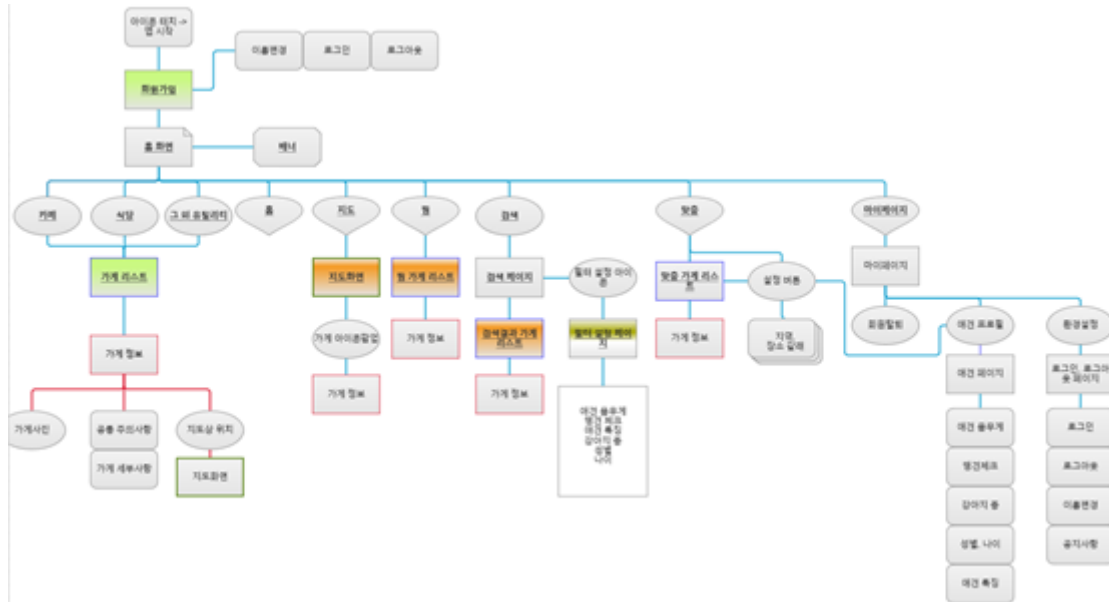 아이콘 터치 ->
앱 시작
이름변경
로그인
로그아웃
회원가입
홈 화면
배너
카페
식당
그 외 유틸리티
홈
지도
찜
검색
맞춤
마이페이지
가게 리스트
지도화면
찜 가게 리스트
검색 페이지
필터 설정 아이
콘
맞춤 가게 리스
트
설정 버튼
마이페이지
가게 정보
가게 아이콘팝업
가게 정보
검색결과 가게
리스트
필터 설정 페이
지
가게 정보
지역,
장소 갈래
회원탈퇴
애견 프로필
환경설정
가게 정보
가게 정보
애견 페이지
로그인, 로그아
웃 페이지
가게사진
공통 주의사항
지도상 위치
가게 세부사항
지도화면
애견 몸무게
맹견 체크
애견 특징
강아지 종
성별
나이
애견 몸무게
로그인
맹견체크
로그아웃
강아지 종
이름변경
성별, 나이
공지사항
애견 특징